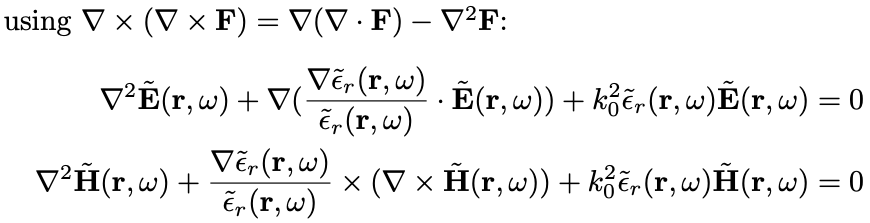 using ∇ × (∇ × F) = ∇(∇ · F) − ∇²F:
∇²Ẽ(r, ω) + ∇(∇ε̃ᵣ(r, ω)/ε̃ᵣ(r, ω) · Ẽ(r, ω)) + k₀²ε̃ᵣ(r, ω)Ẽ(r, ω) = 0
∇²H̃(r, ω) + ∇ε̃ᵣ(r, ω)/ε̃ᵣ(r, ω) × (∇ × H̃(r, ω)) + k₀²ε̃ᵣ(r, ω)H̃(r, ω) = 0